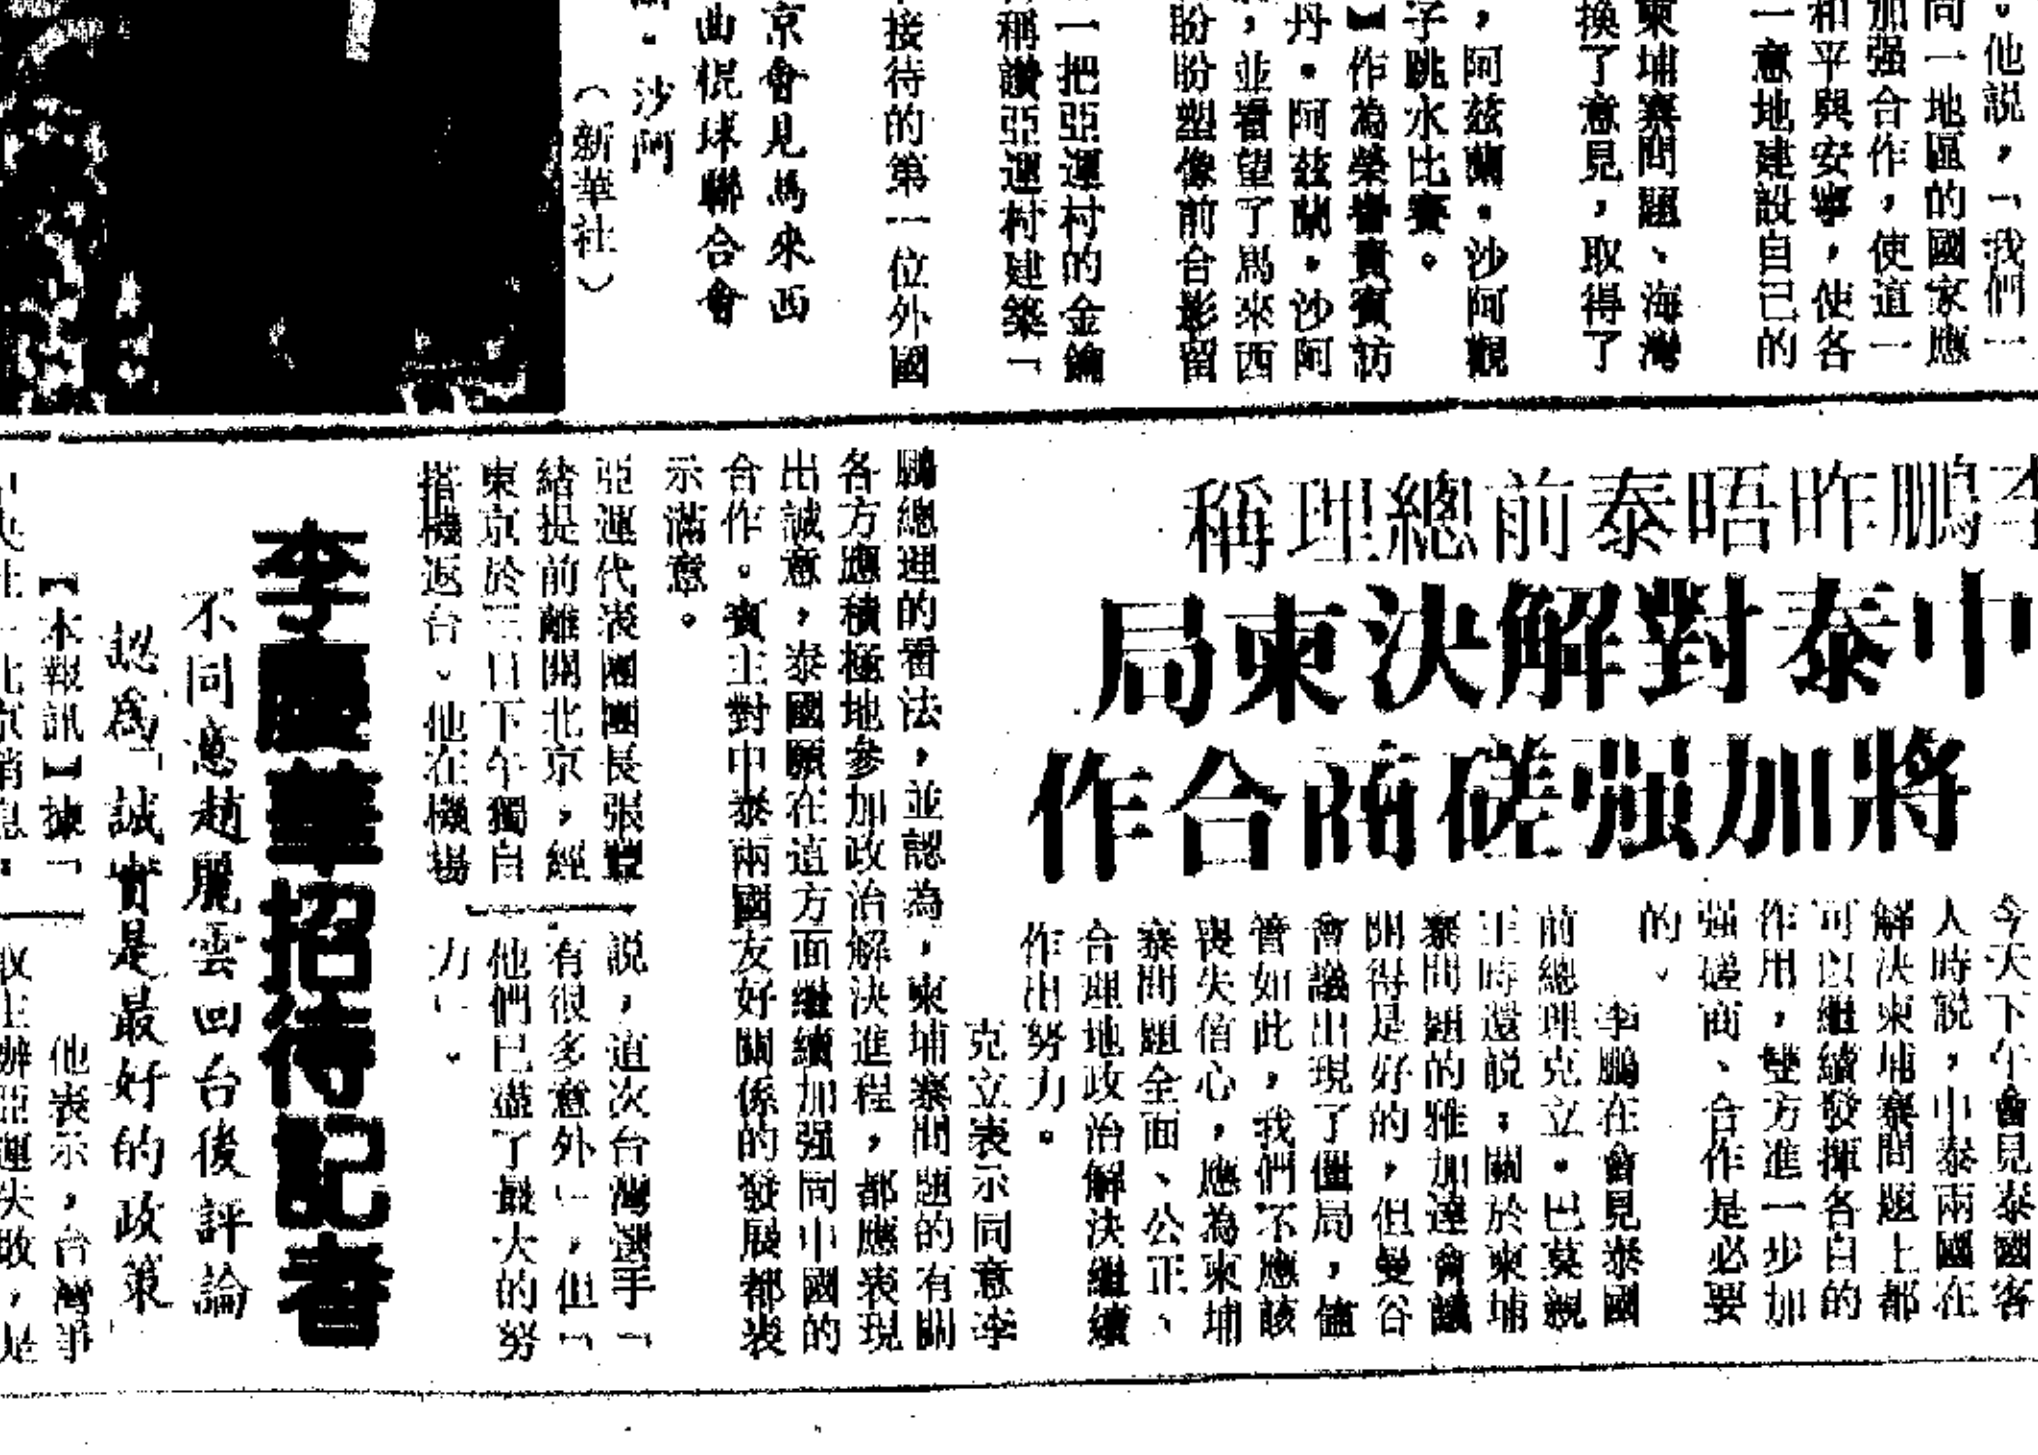 。他説，「我們一
同一地區的國家應
加强合作，使這一
和平與安寧，使各
一意地建設自己的
柬埔寨問題、海灣
換了意見，取得了
，阿兹蘭·沙阿觀
子跳水比賽。
】作為榮譽貴賓訪
丹·阿兹蘭·沙阿
，並看望了馬來西
盼盼塑像前合影留
一把亞運村的金鑰
稱讚亞運村建築「
接待的第一位外國
京會見馬來西
曲棍球聯合會
·沙阿
（新華社）
李鵬昨晤泰前總理稱
中泰對解決柬局
將加强磋商合作
今天下午會見泰國客
人時説，中泰兩國在
解決柬埔寨問題上都
可以繼續發揮各自的
作用，雙方進一步加
强磋商、合作是必要
的。
李鵬在會見泰國
前總理克立·巴莫親
王時還説，關於柬埔
寨問題的雅加達會議
開得是好的，但曼谷
會議出現了僵局，儘
管如此，我們不應該
喪失信心，應為柬埔
寨問題全面、公正、
合理地政治解決繼續
作出努力。
克立表示同意李
鵬總理的看法，並認為，柬埔寨問題的有關
各方應積極地參加政治解決進程，都應表現
出誠意，泰國願在這方面繼續加强同中國的
合作。賓主對中泰兩國友好關係的發展都表
示滿意。
亞運代表團團長張豐
緒提前離開北京，經
東京於三日下午獨自
搭機返台。他在機場
説，這次台灣選手「
有很多意外」，但「
他們已盡了最大的努
力」。
李慶華招待記者
不同意趙麗雲回台後評論
認為「誠實是最好的政策
【本報訊】據「
中央社」北京消息，
他表示，台灣爭
取主辦亞運失敗，是